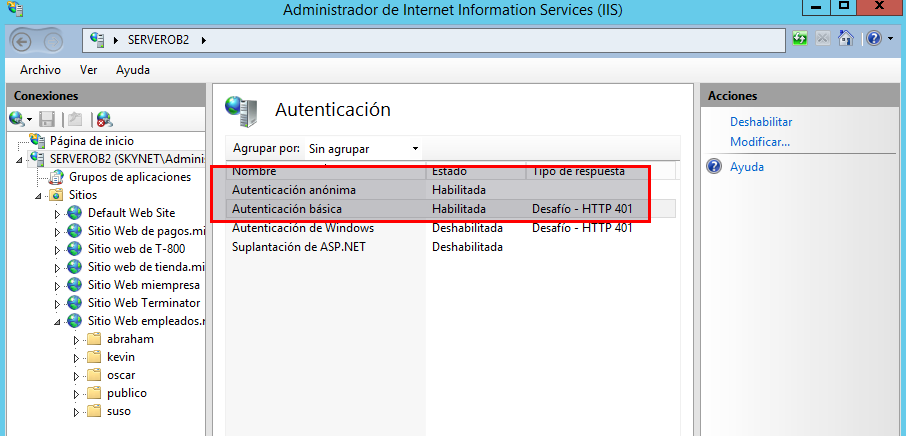 Administrador de Internet Information Services (IIS)
SERVEROB2
Archivo Ver Ayuda
Conexiones
Página de inicio
SERVEROB2 (SKYNET\Adminis
Grupos de aplicaciones
Sitios
Default Web Site
Sitio Web de pagos.mi
Sitio web de T-800
Sitio web de tienda.mi
Sitio Web miempresa
Sitio Web Terminator
Sitio Web empleados.r
abraham
kevin
oscar
publico
suso
Autenticación
Agrupar por: Sin agrupar
Nombre Estado Tipo de respuesta
Autenticación anónima Habilitada
Autenticación básica Habilitada Desafío - HTTP 401
Autenticación de Windows Deshabilitada Desafío - HTTP 401
Suplantación de ASP.NET Deshabilitada
Acciones
Deshabilitar
Modificar...
Ayuda